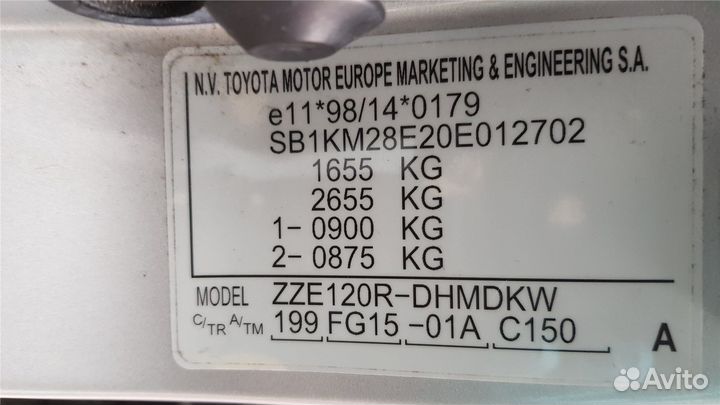 N.V. TOYOTA MOTOR EUROPE MARKETING & ENGINEERING S.A.
e11*98/14*0179
SB1KM28E20E012702
1655 KG
2655 KG
1- 0900 KG
2- 0875 KG
MODEL ZZE120R-DHMDKW
C/TR A/TM 199 FG15 -01A C150 A
Avito